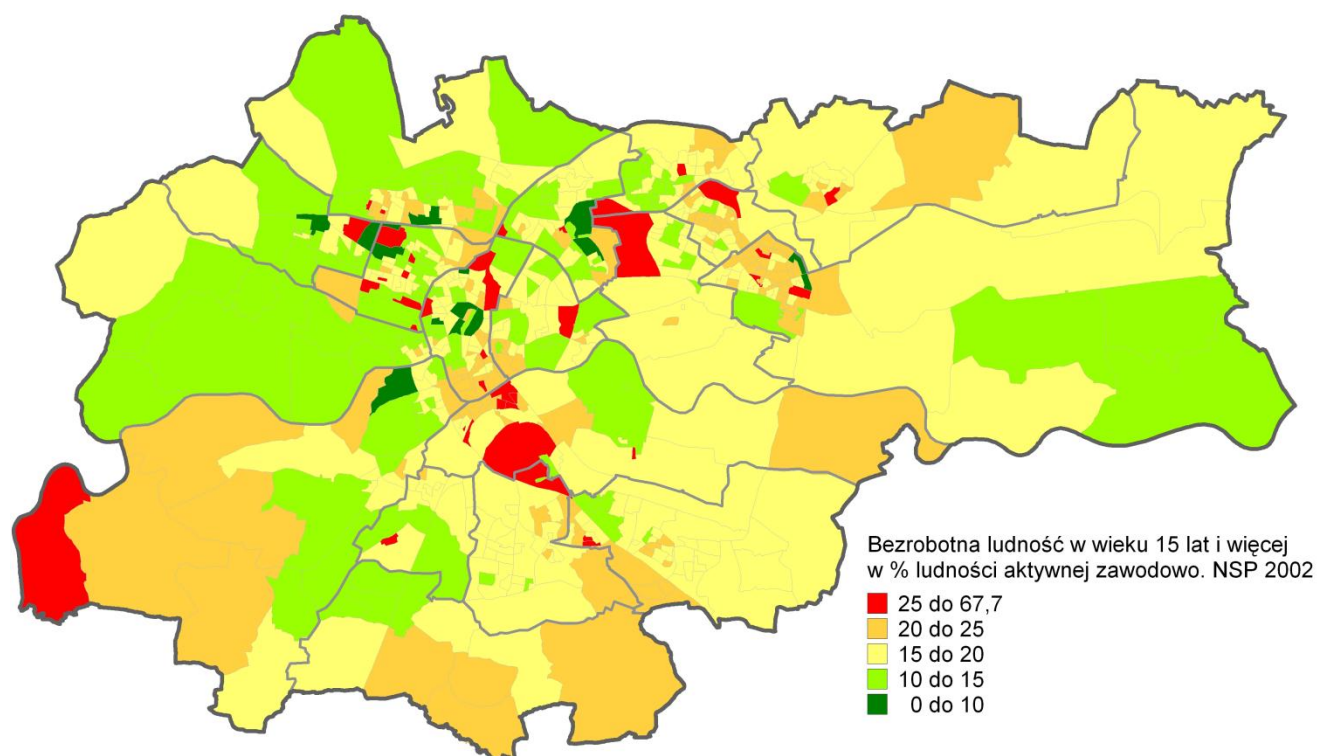 Bezrobotna ludność w wieku 15 lat i więcej
w % ludności aktywnej zawodowo. NSP 2002
25 do 67,7
20 do 25
15 do 20
10 do 15
0 do 10